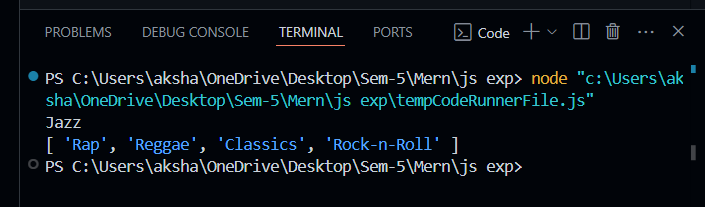 PROBLEMS DEBUG CONSOLE TERMINAL PORTS Code
PS C:\Users\aksha\OneDrive\Desktop\Sem-5\Mern\js exp> node "c:\Users\ak
sha\OneDrive\Desktop\Sem-5\Mern\js exp\tempCodeRunnerFile.js"
Jazz
[ 'Rap', 'Reggae', 'Classics', 'Rock-n-Roll' ]
PS C:\Users\aksha\OneDrive\Desktop\Sem-5\Mern\js exp>